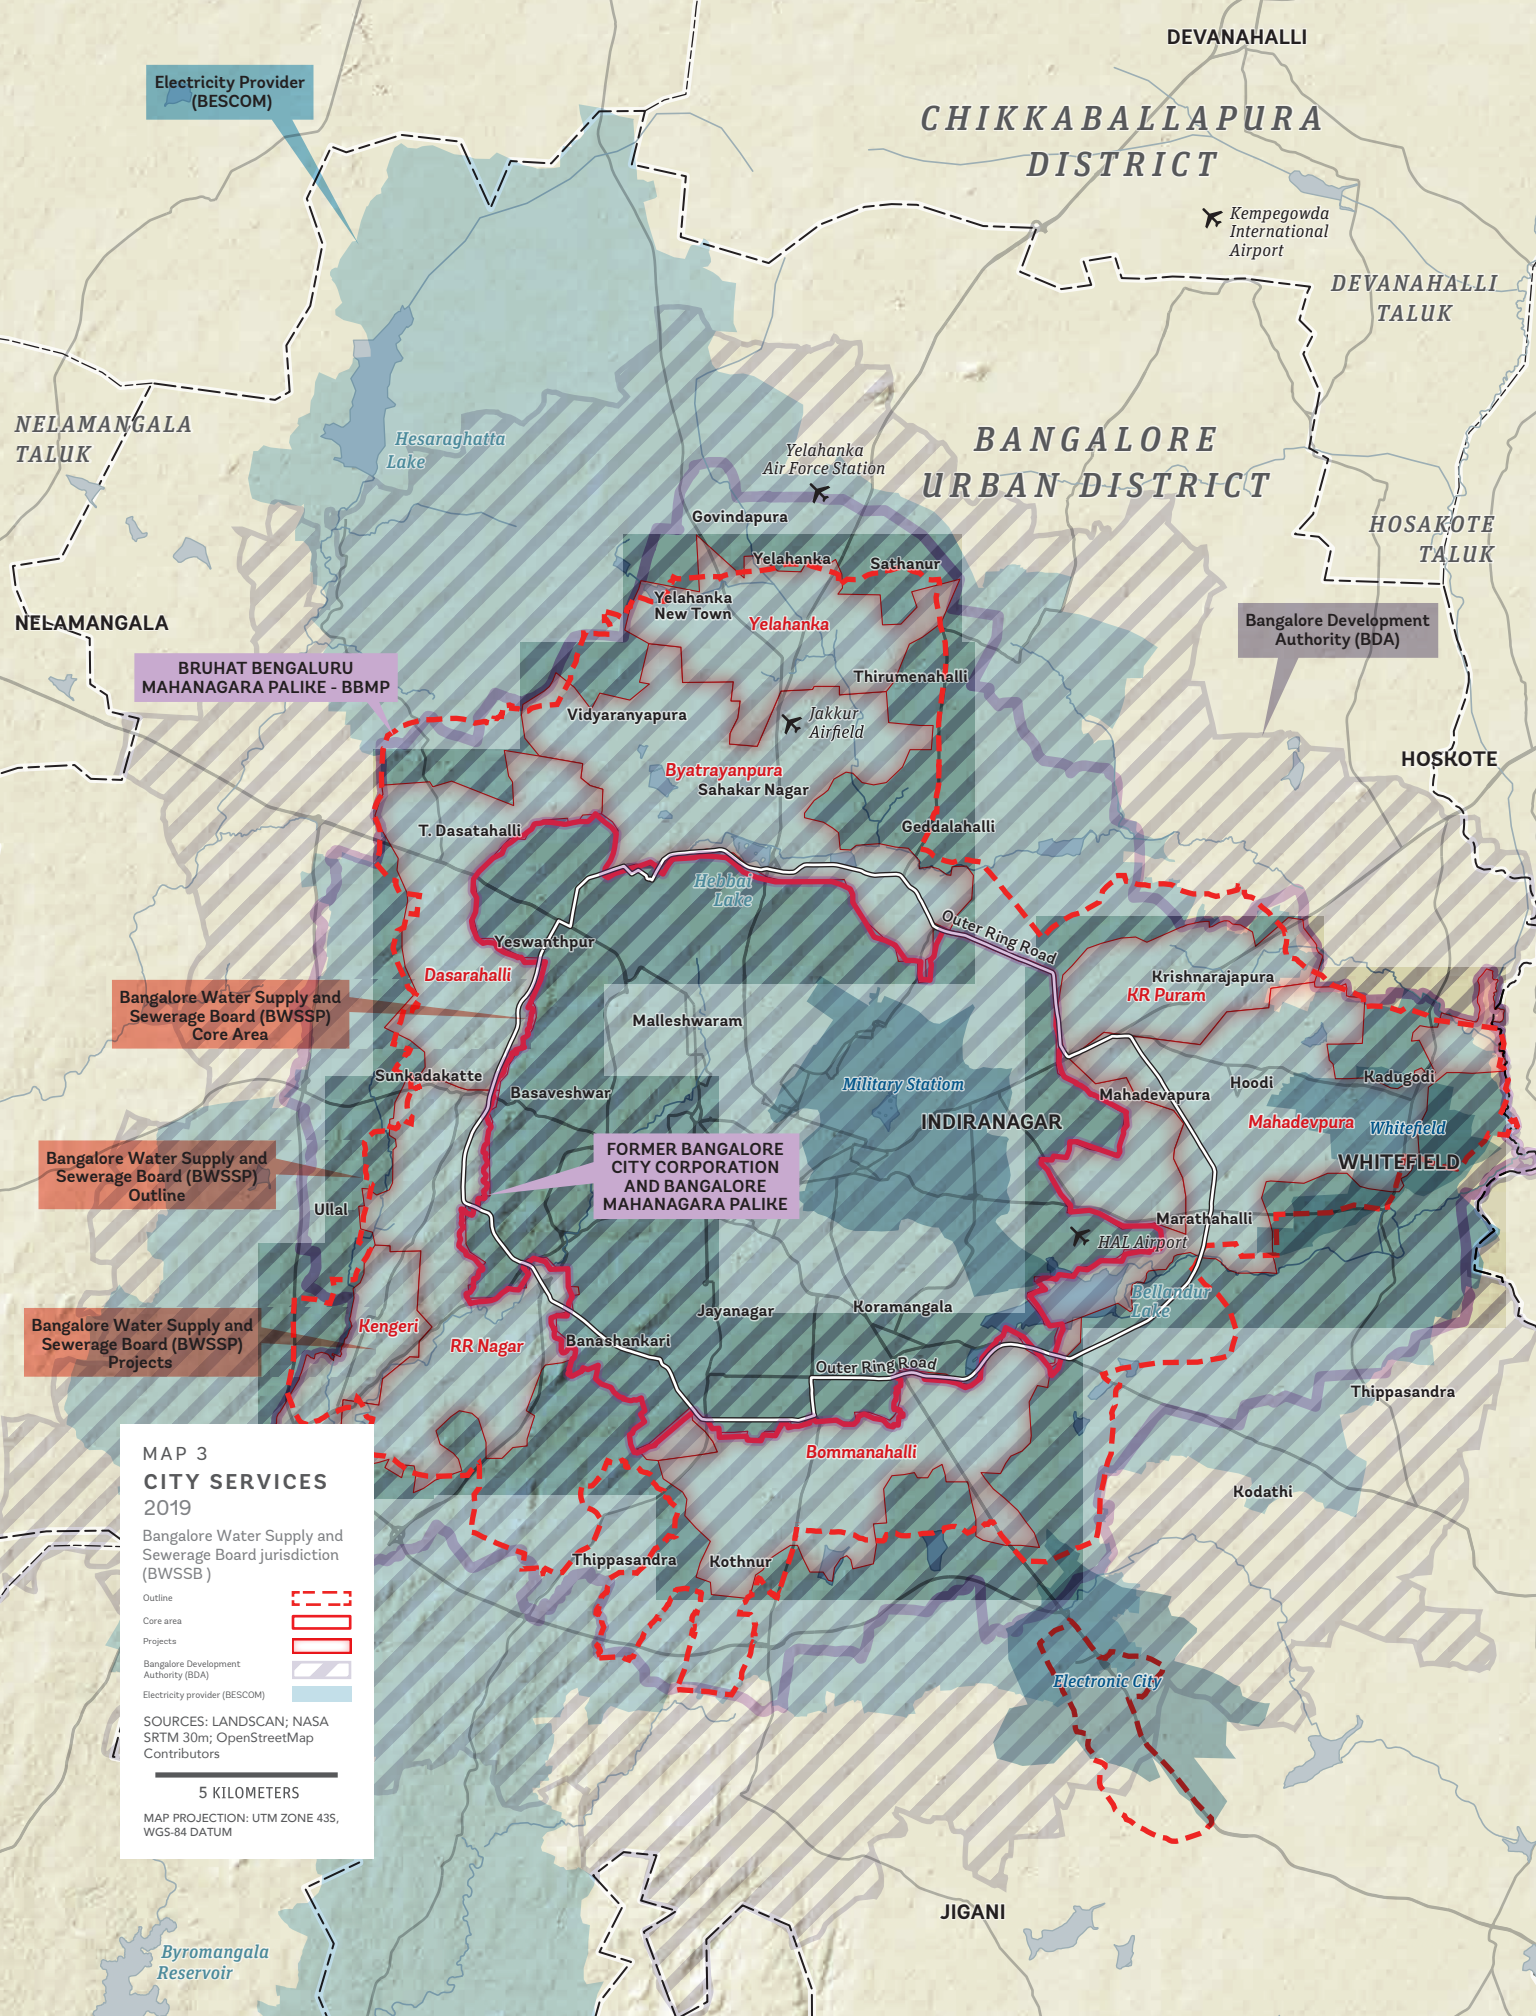 DEVANAHALLI
Electricity Provider
(BESCOM)
CHIKKABALLAPURA
DISTRICT
Kempegowda
International
Airport
DEVANAHALLI
TALUK
NELAMANGALA
TALUK
Hesaraghatta
Lake
Yelahanka
Air Force Station
BANGALORE
URBAN DISTRICT
Govindapura
HOSAKOTE
TALUK
Yelahanka
Sathanur
Yelahanka
New Town
Yelahanka
NELAMANGALA
Bangalore Development
Authority (BDA)
BRUHAT BENGALURU
MAHANAGARA PALIKE - BBMP
Thirumenahalli
Vidyaranyapura
Jakkur
Airfield
HOSKOTE
Byatrayanpura
Sahakar Nagar
T. Dasatahalli
Geddalahalli
Hebbai
Lake
Outer Ring Road
Yeswanthpur
Dasarahalli
Krishnarajapura
KR Puram
Bangalore Water Supply and
Sewerage Board (BWSSP)
Core Area
Malleshwaram
Sunkadakatte
Basaveshwar
Military Statiom
Hoodi
Kadugodi
Mahadevapura
INDIRANAGAR
Mahadevpura
Whitefield
WHITEFIELD
FORMER BANGALORE
CITY CORPORATION
AND BANGALORE
MAHANAGARA PALIKE
Bangalore Water Supply and
Sewerage Board (BWSSP)
Outline
Ullal
Marathahalli
HAL Airport
Bellandur
Lake
Bangalore Water Supply and
Sewerage Board (BWSSP)
Projects
Kengeri
RR Nagar
Banashankari
Jayanagar
Koramangala
Outer Ring Road
Thippasandra
Bommanahalli
Kodathi
Thippasandra
Kothnur
Electronic City
MAP 3
CITY SERVICES
2019
Bangalore Water Supply and
Sewerage Board jurisdiction
(BWSSB )
Outline
Core area
Projects
Bangalore Development
Authority (BDA)
Electricity provider (BESCOM)
SOURCES: LANDSCAN; NASA
SRTM 30m; OpenStreetMap
Contributors
5 KILOMETERS
MAP PROJECTION: UTM ZONE 43S,
WGS-84 DATUM
JIGANI
Byromangala
Reservoir